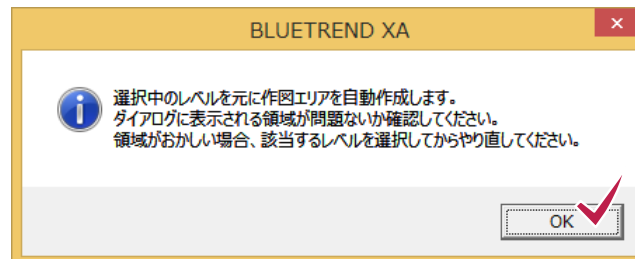 BLUETREND XA
選択中のレベルを元に作図エリアを自動作成します。
ダイアログに表示される領域が問題ないか確認してください。
領域がおかしい場合、該当するレベルを選択してからやり直してください。
OK